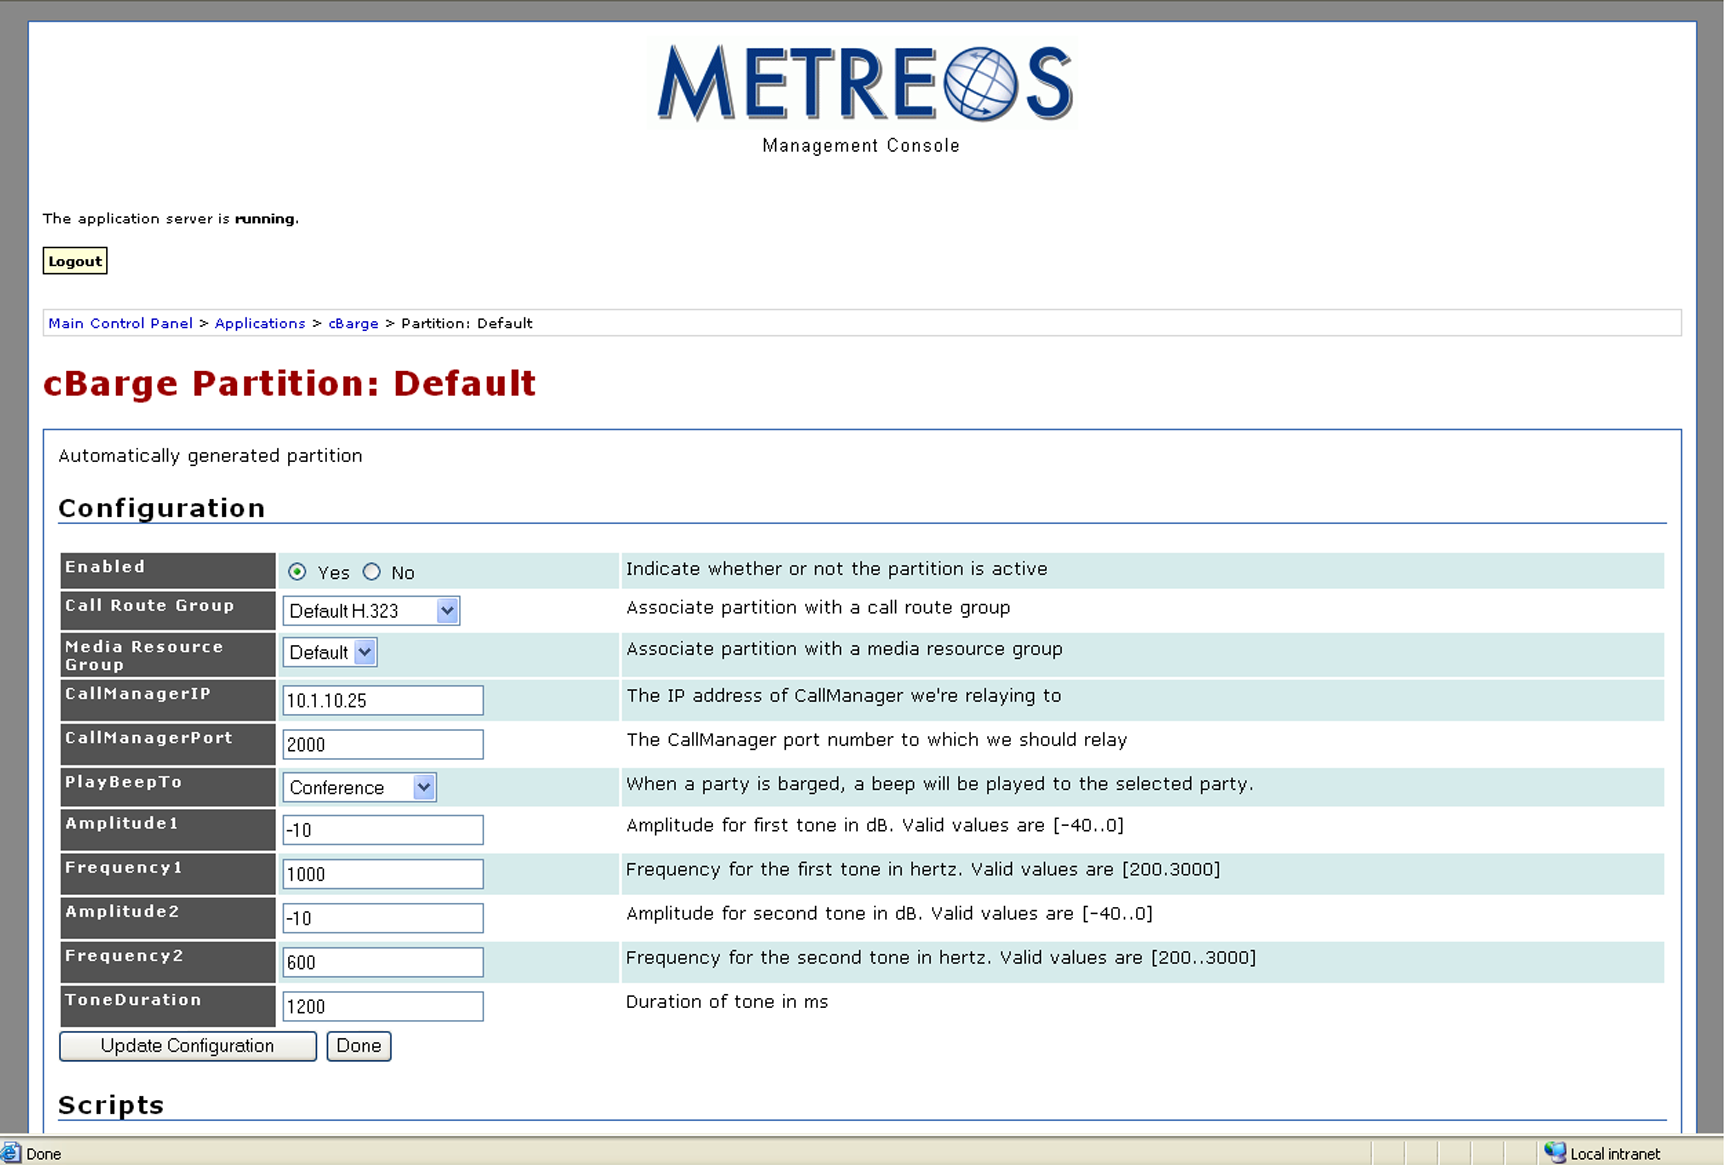 METREOS
Management Console
The application server is running.
Logout
Main Control Panel > Applications > cBarge > Partition: Default
cBarge Partition: Default
Automatically generated partition
Configuration
Enabled Yes No Indicate whether or not the partition is active
Call Route Group Default H.323 Associate partition with a call route group
Media Resource Group Default Associate partition with a media resource group
CallManagerIP 10.1.10.25 The IP address of CallManager we're relaying to
CallManagerPort 2000 The CallManager port number to which we should relay
PlayBeepTo Conference When a party is barged, a beep will be played to the selected party.
Amplitude1 -10 Amplitude for first tone in dB. Valid values are [-40..0]
Frequency1 1000 Frequency for the first tone in hertz. Valid values are [200.3000]
Amplitude2 -10 Amplitude for second tone in dB. Valid values are [-40..0]
Frequency2 600 Frequency for the second tone in hertz. Valid values are [200..3000]
ToneDuration 1200 Duration of tone in ms
Update Configuration Done
Scripts
Done Local intranet